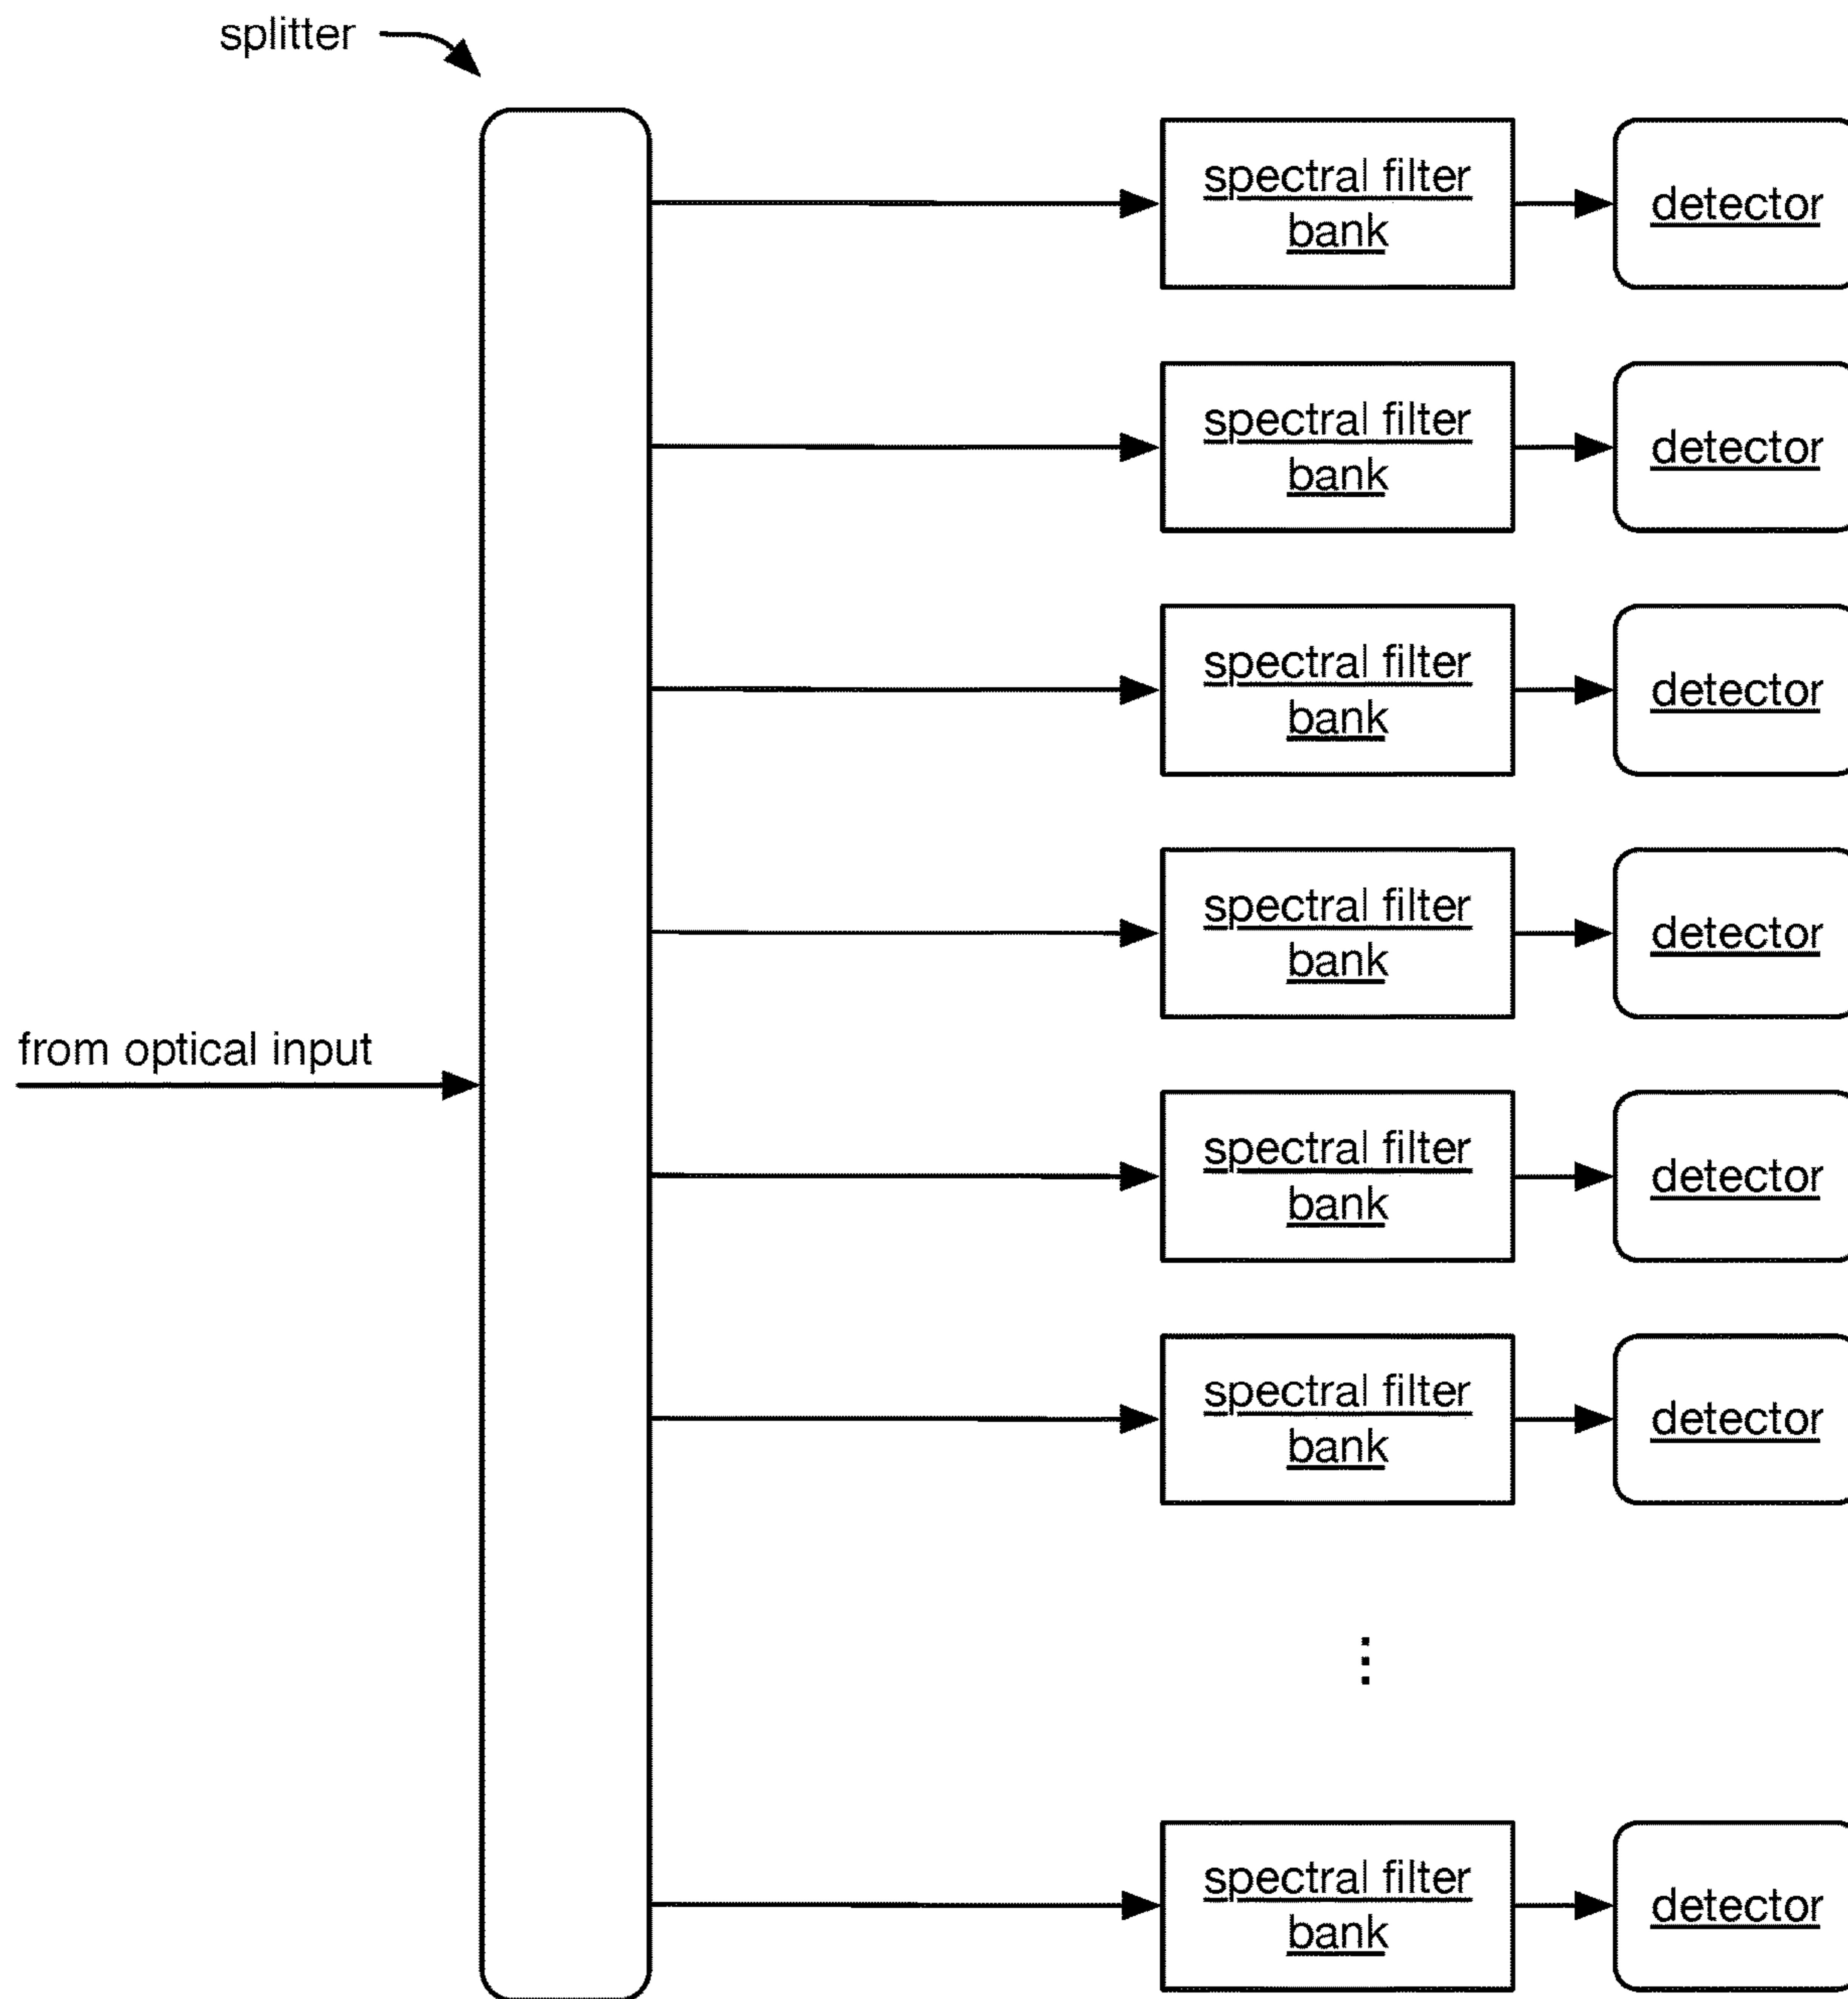 splitter
spectral filter
bank
detector
spectral filter
bank
detector
spectral filter
bank
detector
spectral filter
bank
detector
from optical input
spectral filter
bank
detector
spectral filter
bank
detector
spectral filter
bank
detector